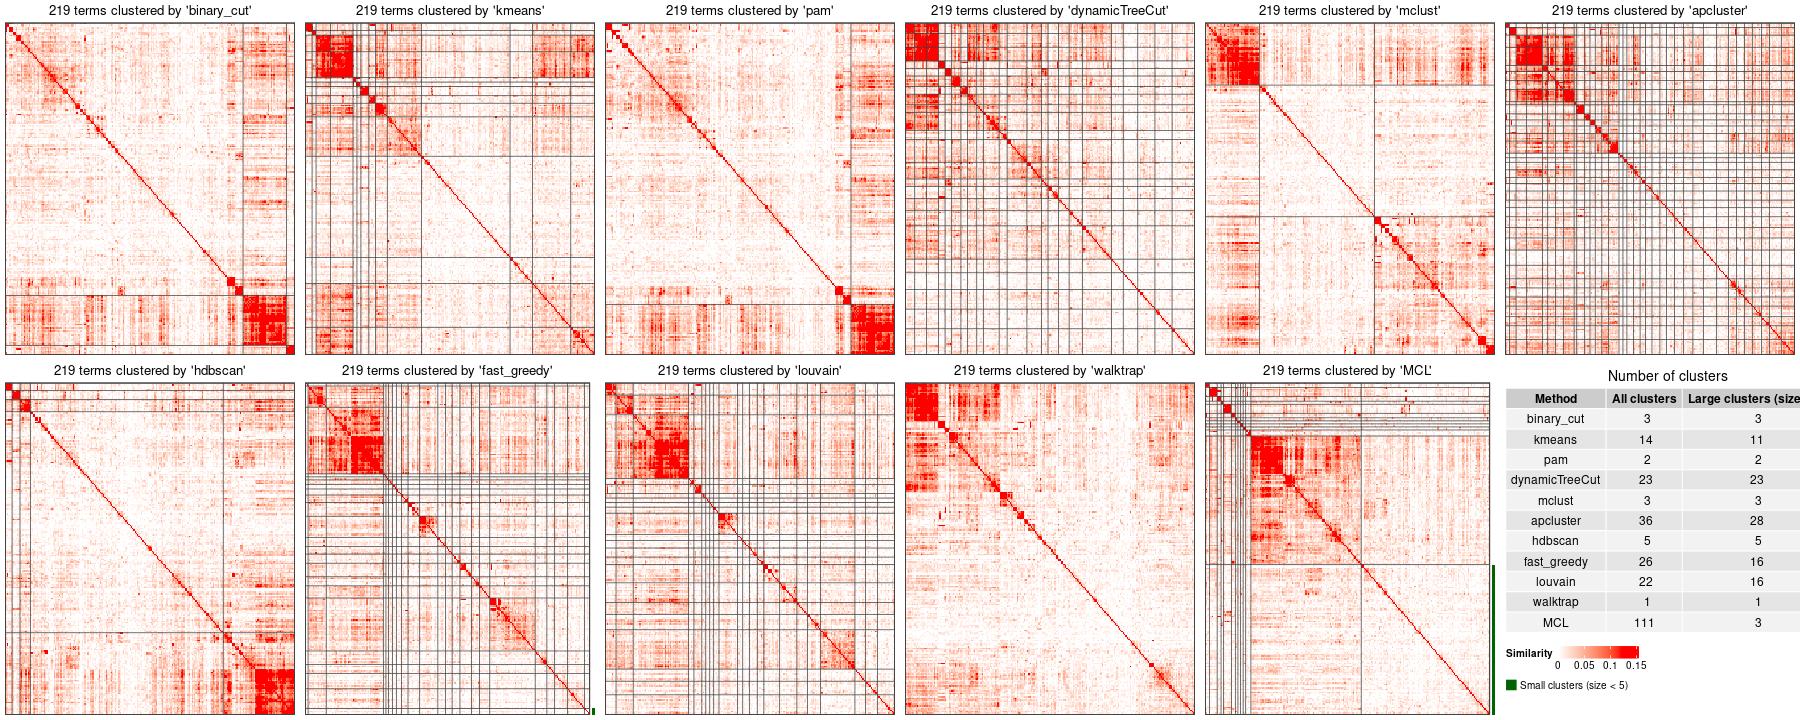 219 terms clustered by 'binary_cut'
219 terms clustered by 'kmeans'
219 terms clustered by 'pam'
219 terms clustered by 'dynamicTreeCut'
219 terms clustered by 'mclust'
219 terms clustered by 'apcluster'
219 terms clustered by 'hdbscan'
219 terms clustered by 'fast_greedy'
219 terms clustered by 'louvain'
219 terms clustered by 'walktrap'
219 terms clustered by 'MCL'
Number of clusters
Method All clusters Large clusters (size
binary_cut 3 3
kmeans 14 11
pam 2 2
dynamicTreeCut 23 23
mclust 3 3
apcluster 36 28
hdbscan 5 5
fast_greedy 26 16
louvain 22 16
walktrap 1 1
MCL 111 3
Similarity
0 0.05 0.1 0.15
Small clusters (size < 5)